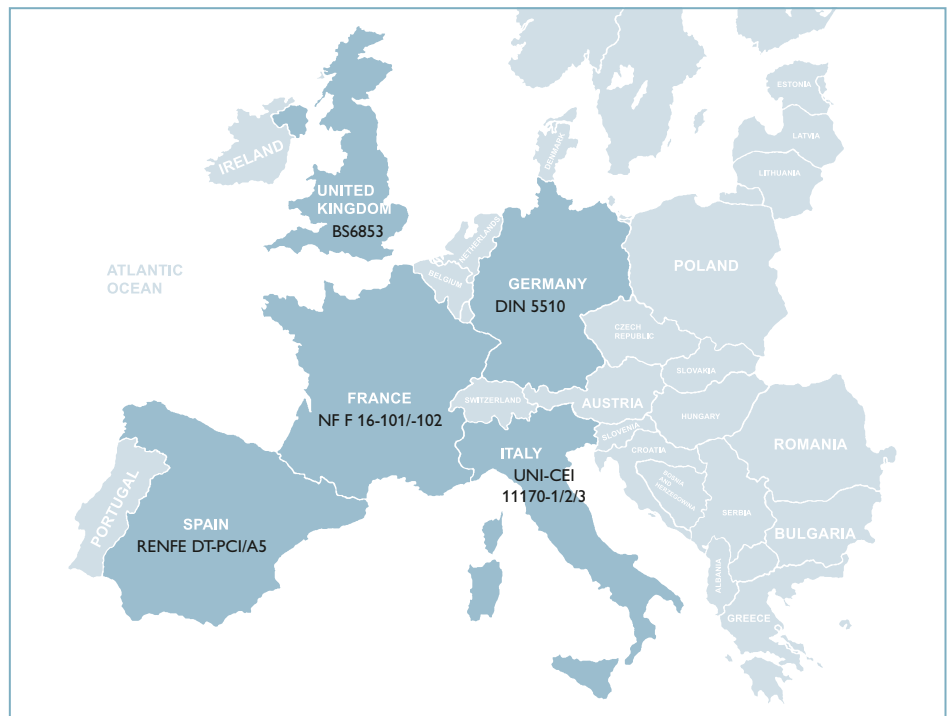 ESTONIA
LATVIA
LITHUANIA
DENMARK
IRELAND
UNITED
KINGDOM
BS6853
NETHERLANDS
BELGIUM
ATLANTIC
OCEAN
GERMANY
DIN 5510
POLAND
CZECH
REPUBLIC
SLOVAKIA
FRANCE
NF F 16-101/-102
SWITZERLAND
AUSTRIA
HUNGARY
SLOVENIA
CROATIA
ROMANIA
ITALY
UNI-CEI
11170-1/2/3
BOSNIA
AND
HERZEGOWINA
SERBIA
BULGARIA
PORTUGAL
SPAIN
RENFE DT-PCI/A5
ALBANIA
GREECE